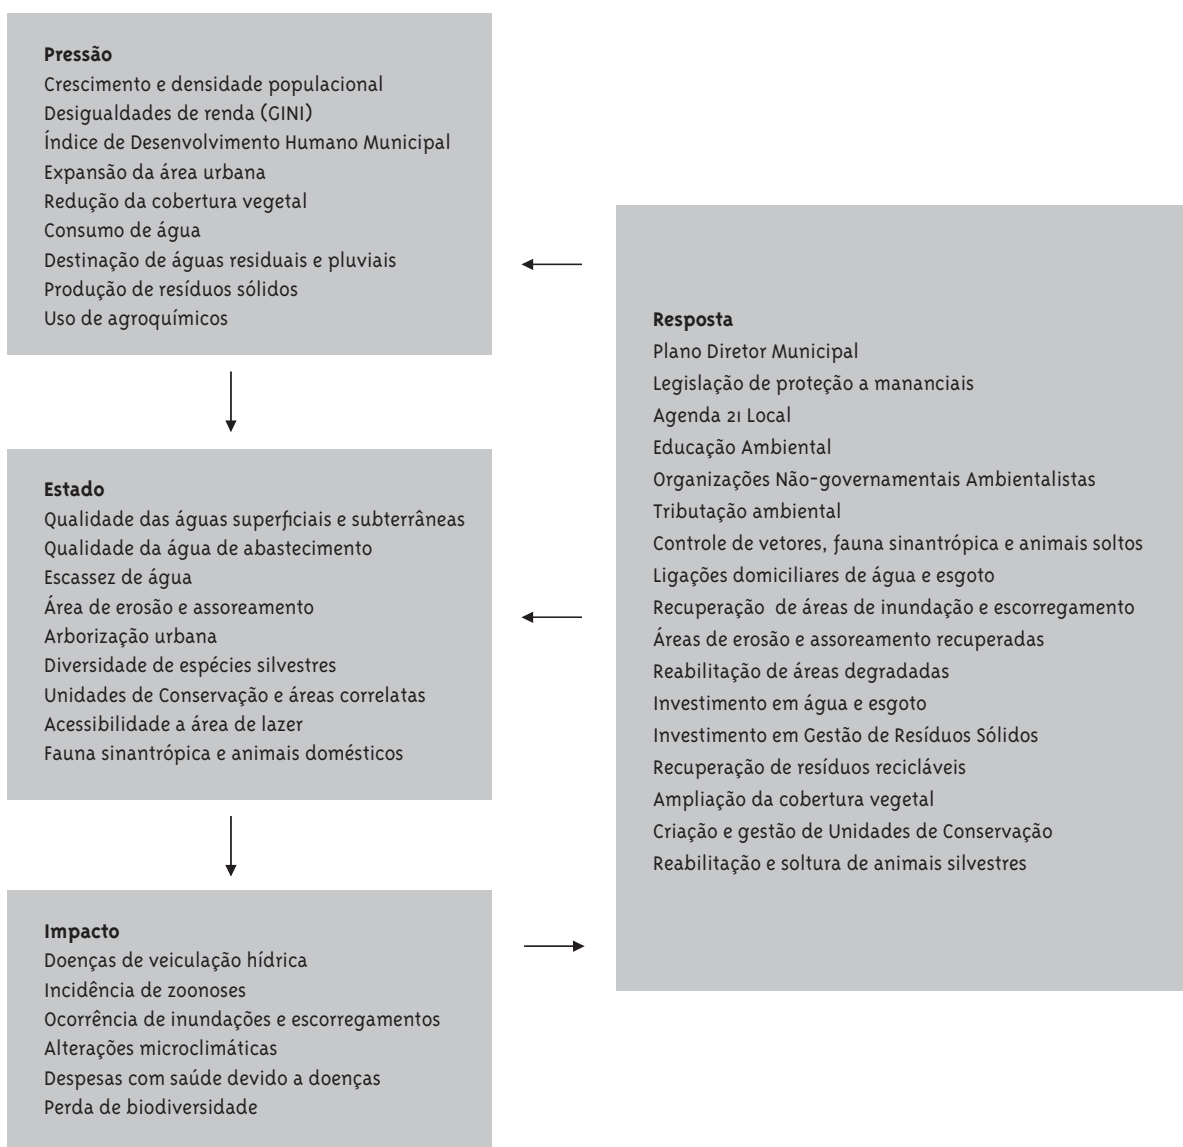 Pressão
Crescimento e densidade populacional
Desigualdades de renda (GINI)
Índice de Desenvolvimento Humano Municipal
Expansão da área urbana
Redução da cobertura vegetal
Consumo de água
Destinação de águas residuais e pluviais
Produção de resíduos sólidos
Uso de agroquímicos
Estado
Qualidade das águas superficiais e subterrâneas
Qualidade da água de abastecimento
Escassez de água
Área de erosão e assoreamento
Arborização urbana
Diversidade de espécies silvestres
Unidades de Conservação e áreas correlatas
Acessibilidade a área de lazer
Fauna sinantrópica e animais domésticos
Impacto
Doenças de veiculação hídrica
Incidência de zoonoses
Ocorrência de inundações e escorregamentos
Alterações microclimáticas
Despesas com saúde devido a doenças
Perda de biodiversidade
Resposta
Plano Diretor Municipal
Legislação de proteção a mananciais
Agenda 21 Local
Educação Ambiental
Organizações Não-governamentais Ambientalistas
Tributação ambiental
Controle de vetores, fauna sinantrópica e animais soltos
Ligações domiciliares de água e esgoto
Recuperação de áreas de inundação e escorregamento
Áreas de erosão e assoreamento recuperadas
Reabilitação de áreas degradadas
Investimento em água e esgoto
Investimento em Gestão de Resíduos Sólidos
Recuperação de resíduos recicláveis
Ampliação da cobertura vegetal
Criação e gestão de Unidades de Conservação
Reabilitação e soltura de animais silvestres